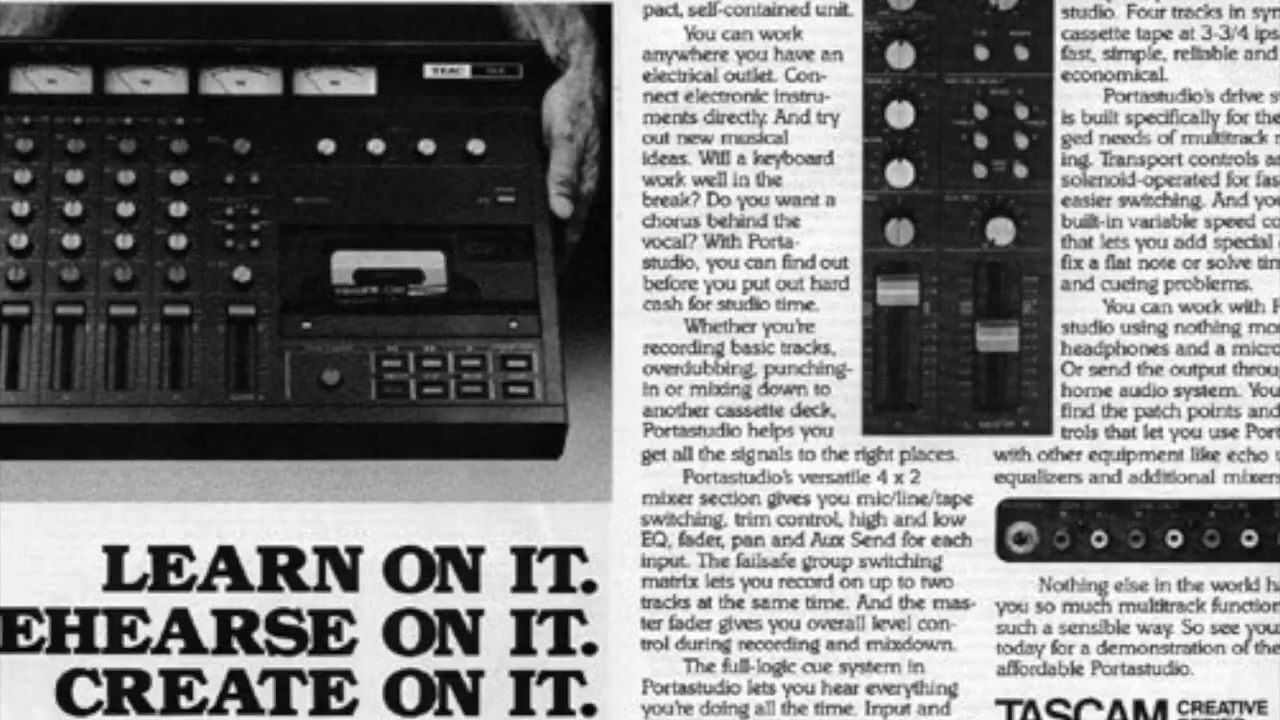 TEAC
LEARN ON IT.
EHEARSE ON IT.
CREATE ON IT.
pact, self-contained unit.
You can work
anywhere you have an
electrical outlet. Con-
nect electronic instru-
ments directly. And try
out new musical
ideas. Will a keyboard
work well in the
break? Do you want a
chorus behind the
vocal? With Porta-
studio, you can find out
before you put out hard
cash for studio time.
Whether you're
recording basic tracks,
overdubbing, punching-
in or mixing down to
another cassette deck,
Portastudio helps you
get all the signals to the right places.
Portastudio's versatile 4 x 2
mixer section gives you mic/line/tape
switching, trim control, high and low
EQ, fader, pan and Aux Send for each
input. The failsafe group switching
matrix lets you record on up to two
tracks at the same time. And the mas-
ter fader gives you overall level con-
trol during recording and mixdown.
The full-logic cue system in
Portastudio lets you hear everything
you're doing all the time. Input and
studio. Four tracks in syn
cassette tape at 3-3/4 ips
fast, simple, reliable and
economical.
Portastudio's drive s
is built specifically for the
ged needs of multitrack r
ing. Transport controls a
solenoid-operated for fas
easier switching. And yo
built-in variable speed co
that lets you add special
fix a flat note or solve tim
and cueing problems.
You can work with P
studio using nothing mo
headphones and a micro
Or send the output throu
home audio system. You
find the patch points and
trols that let you use Port
with other equipment like echo u
equalizers and additional mixers
Nothing else in the world h
you so much multitrack function
such a sensible way. So see you
today for a demonstration of the
affordable Portastudio.
TASCAM CREATIVE